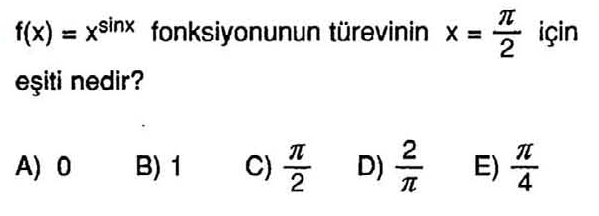 f(x) = x^sinx fonksiyonunun türevinin x = π/2 için
eşiti nedir?
A) 0 B) 1 C) π/2 D) 2/π E) π/4